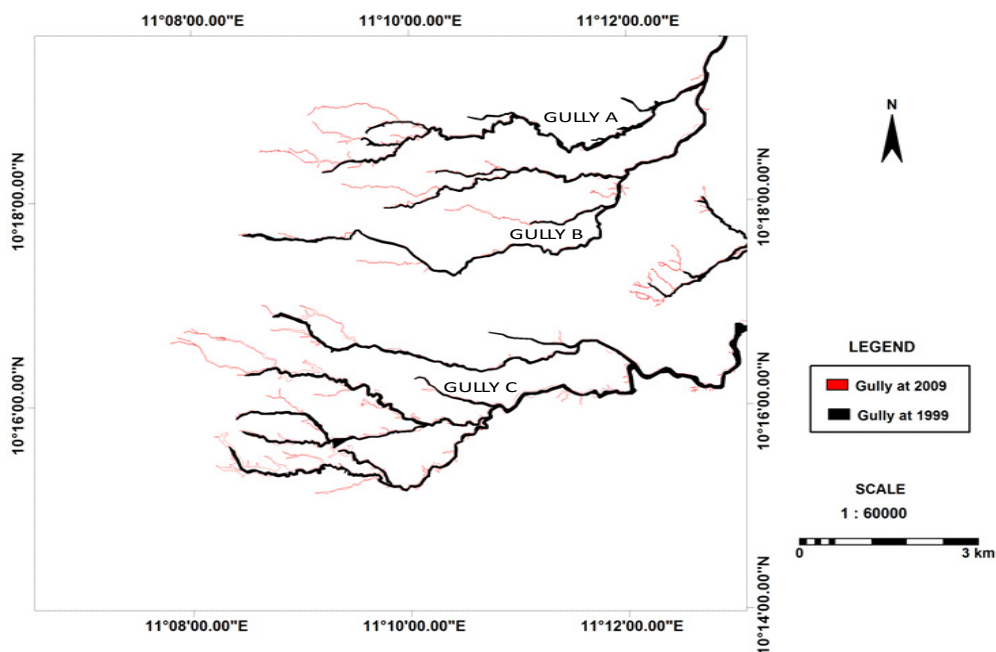 11°08'00.00"E 11°10'00.00"E 11°12'00.00"E
N
GULLY A
10°18'00.00"N 10°18'00.00"N
GULLY B
GULLY C
10°16'00.00"N 10°16'00.00"N
LEGEND
Gully at 2009
Gully at 1999
SCALE
1 : 60000
0 3 km
10°14'00.00"N
11°08'00.00"E 11°10'00.00"E 11°12'00.00"E